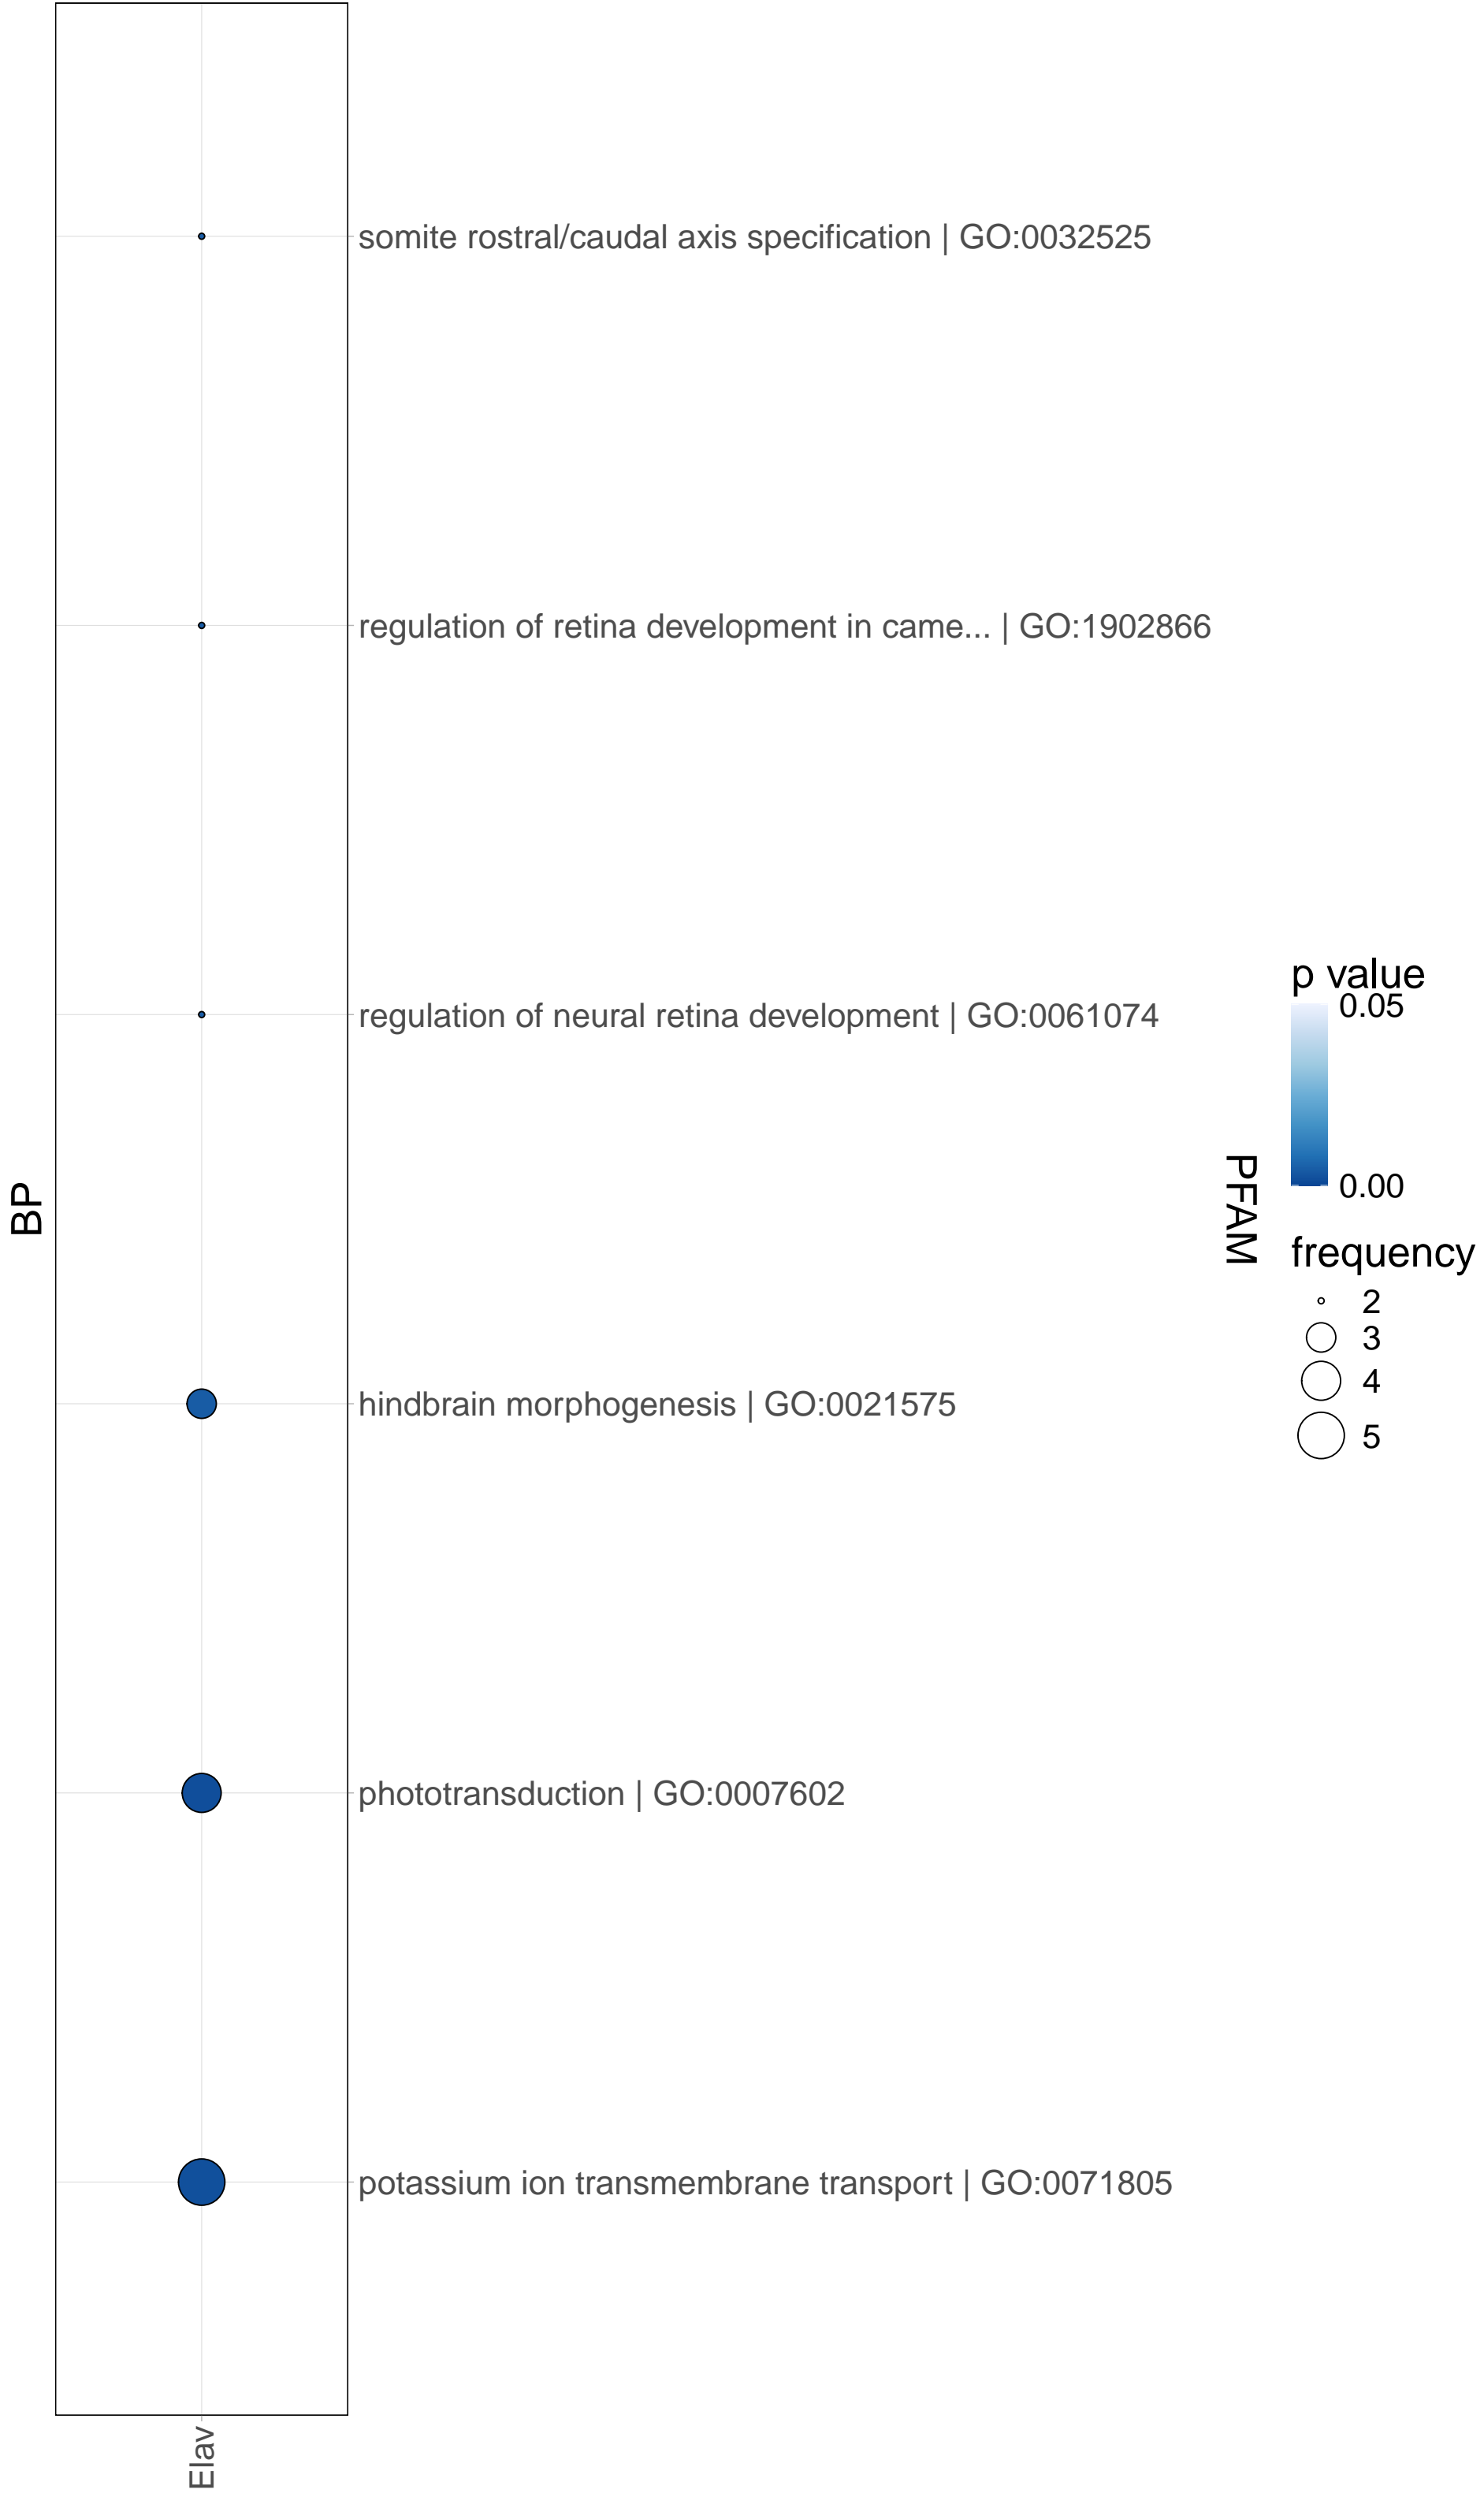 BP
somite rostral/caudal axis specification | GO:0032525
regulation of retina development in came... | GO:1902866
regulation of neural retina development | GO:0061074
hindbrain morphogenesis | GO:0021575
phototransduction | GO:0007602
potassium ion transmembrane transport | GO:0071805
Elav
PFAM
p value
0.05
0.00
frequency
2
3
4
5